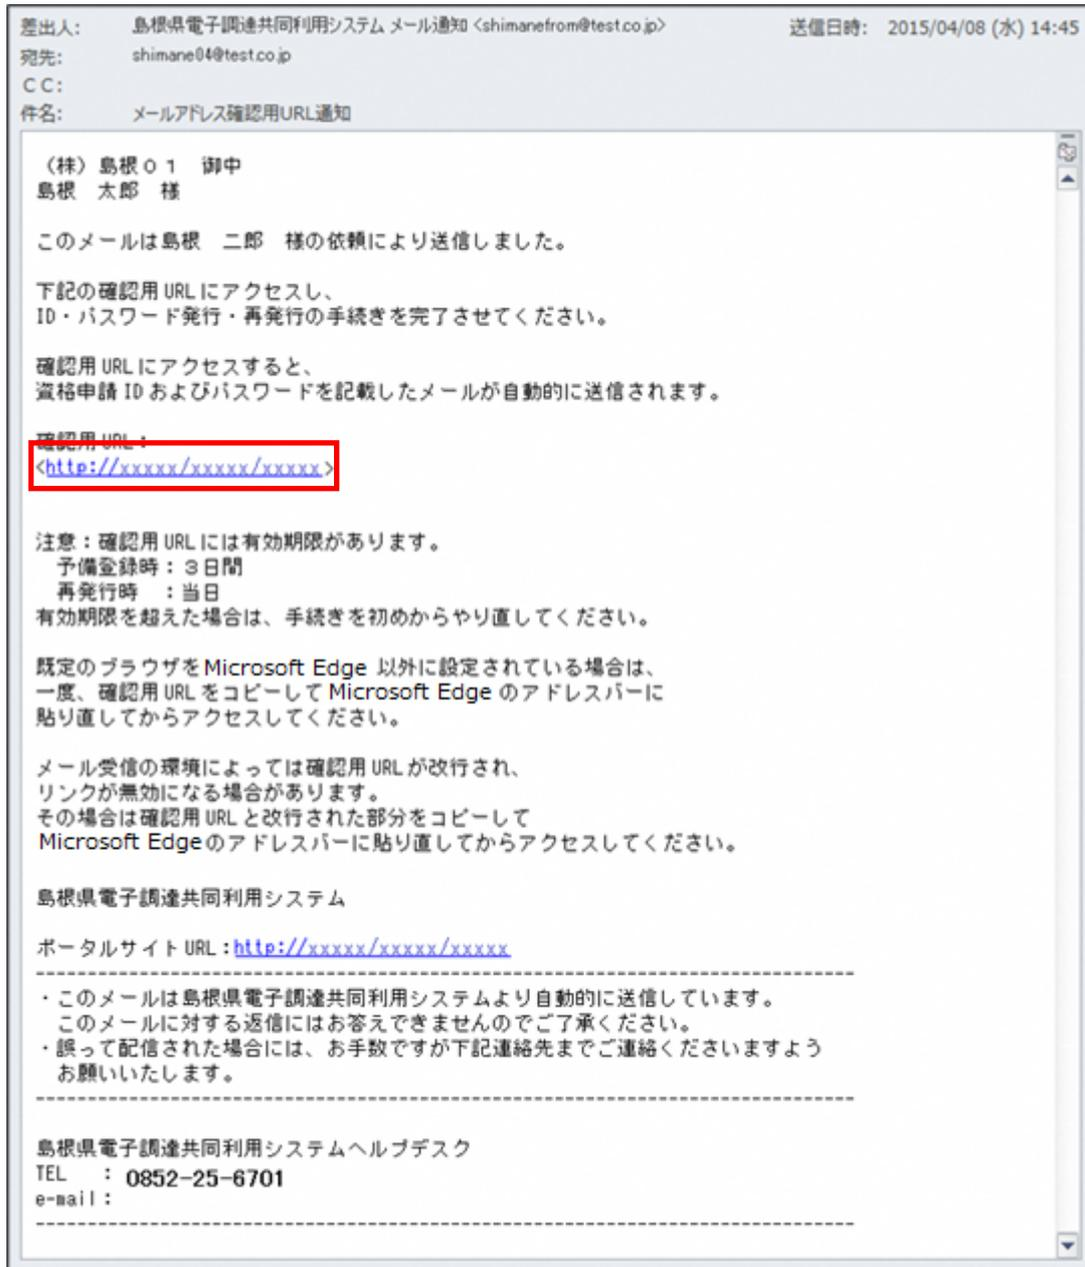 差出人: 島根県電子調達共同利用システム メール通知 <shimanefrom@test.co.jp> 送信日時: 2015/04/08 (水) 14:45
宛先: shimane04@test.co.jp
CC:
件名: メールアドレス確認用URL通知
（株）島根０１　御中
島根　太郎　様
このメールは島根　二郎　様の依頼により送信しました。
下記の確認用URLにアクセスし、
ID・パスワード発行・再発行の手続きを完了させてください。
確認用URLにアクセスすると、
資格申請IDおよびパスワードを記載したメールが自動的に送信されます。
確認用URL：
<http://xxxxx/xxxxx/xxxxx>
注意：確認用URLには有効期限があります。
予備登録時：３日間
再発行時　：当日
有効期限を超えた場合は、手続きを初めからやり直してください。
既定のブラウザをMicrosoft Edge 以外に設定されている場合は、
一度、確認用URLをコピーしてMicrosoft Edge のアドレスバーに
貼り直してからアクセスしてください。
メール受信の環境によっては確認用URLが改行され、
リンクが無効になる場合があります。
その場合は確認用URLと改行された部分をコピーして
Microsoft Edgeのアドレスバーに貼り直してからアクセスしてください。
島根県電子調達共同利用システム
ポータルサイトURL：http://xxxxx/xxxxx/xxxxx
-------------------------------------------------------------------------------
・このメールは島根県電子調達共同利用システムより自動的に送信しています。
このメールに対する返信にはお答えできませんのでご了承ください。
・誤って配信された場合には、お手数ですが下記連絡先までご連絡くださいますよう
お願いいたします。
-------------------------------------------------------------------------------
島根県電子調達共同利用システムヘルプデスク
TEL　：0852-25-6701
e-mail：
-------------------------------------------------------------------------------